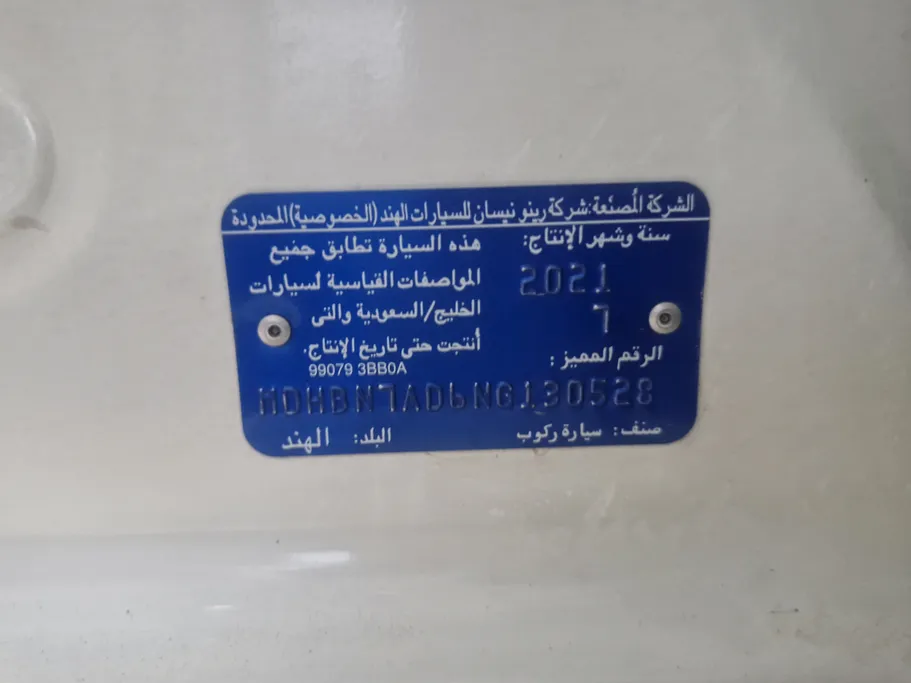 الشركة المُصنّعة: شركة رينو نيسان للسيارات الهند (الخصوصية) المحدودة
سنة وشهر الإنتاج:
2021
7
هذه السيارة تطابق جميع
المواصفات القياسية لسيارات
الخليج/السعودية والتى
أنتجت حتى تاريخ الإنتاج.
99079 3BB0A
الرقم المميز :
MDHBN7AD6NG130528
صنف: سيارة ركوب
البلد: الهند